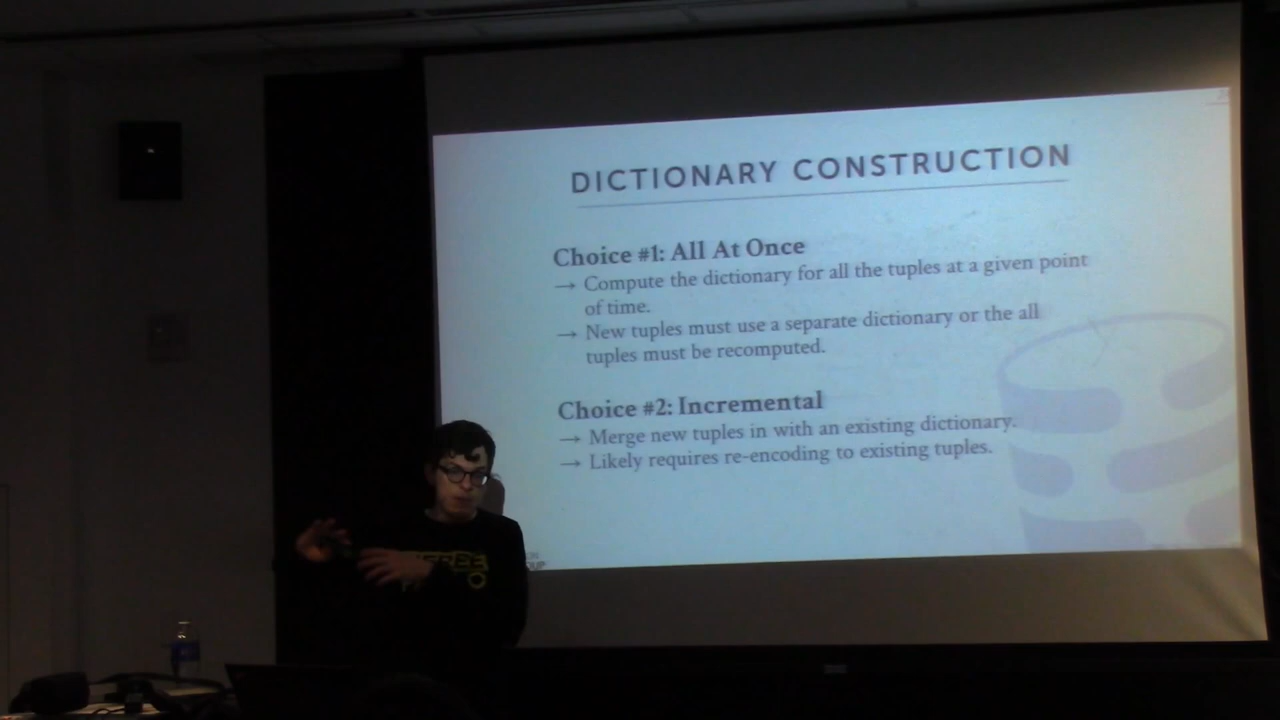 DICTIONARY CONSTRUCTION
Choice #1: All At Once
→ Compute the dictionary for all the tuples at a given point
of time.
→ New tuples must use a separate dictionary or the all
tuples must be recomputed.
Choice #2: Incremental
→ Merge new tuples in with an existing dictionary.
→ Likely requires re-encoding to existing tuples.